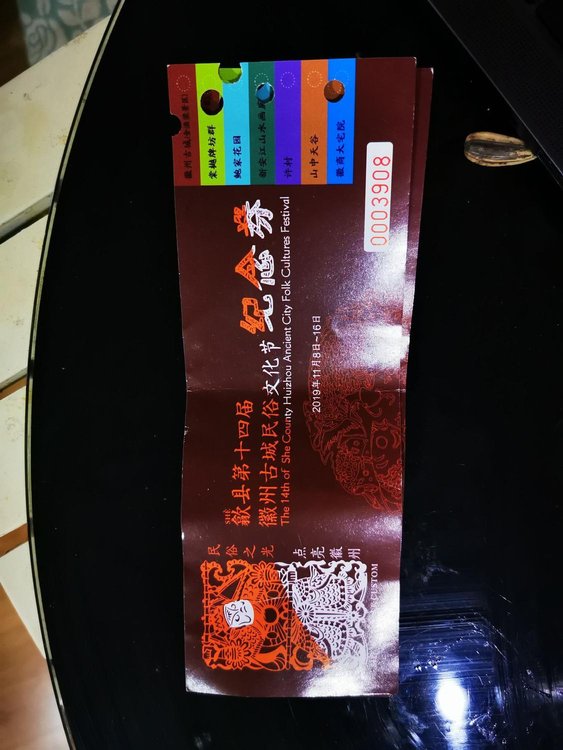 民俗之光 点亮徽州
CUSTOM
SHE
歙县第十四届
徽州古城民俗文化节 纪念券
The 14th of She County Huizhou Ancient City Folk Cultures Festival
2019年11月8日~16日
徽州古城(含渔梁景区)
棠樾牌坊群
鲍家花园
新安江山水画廊
许村
山中天谷
徽商大宅院
0003908